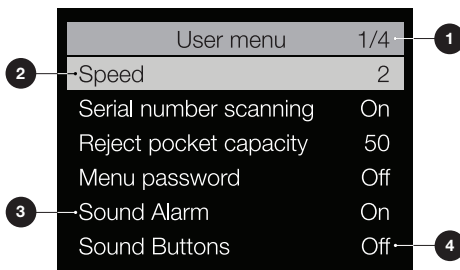 User menu 1/4
Speed 2
Serial number scanning On
Reject pocket capacity 50
Menu password Off
Sound Alarm On
Sound Buttons Off
1
2
3
4